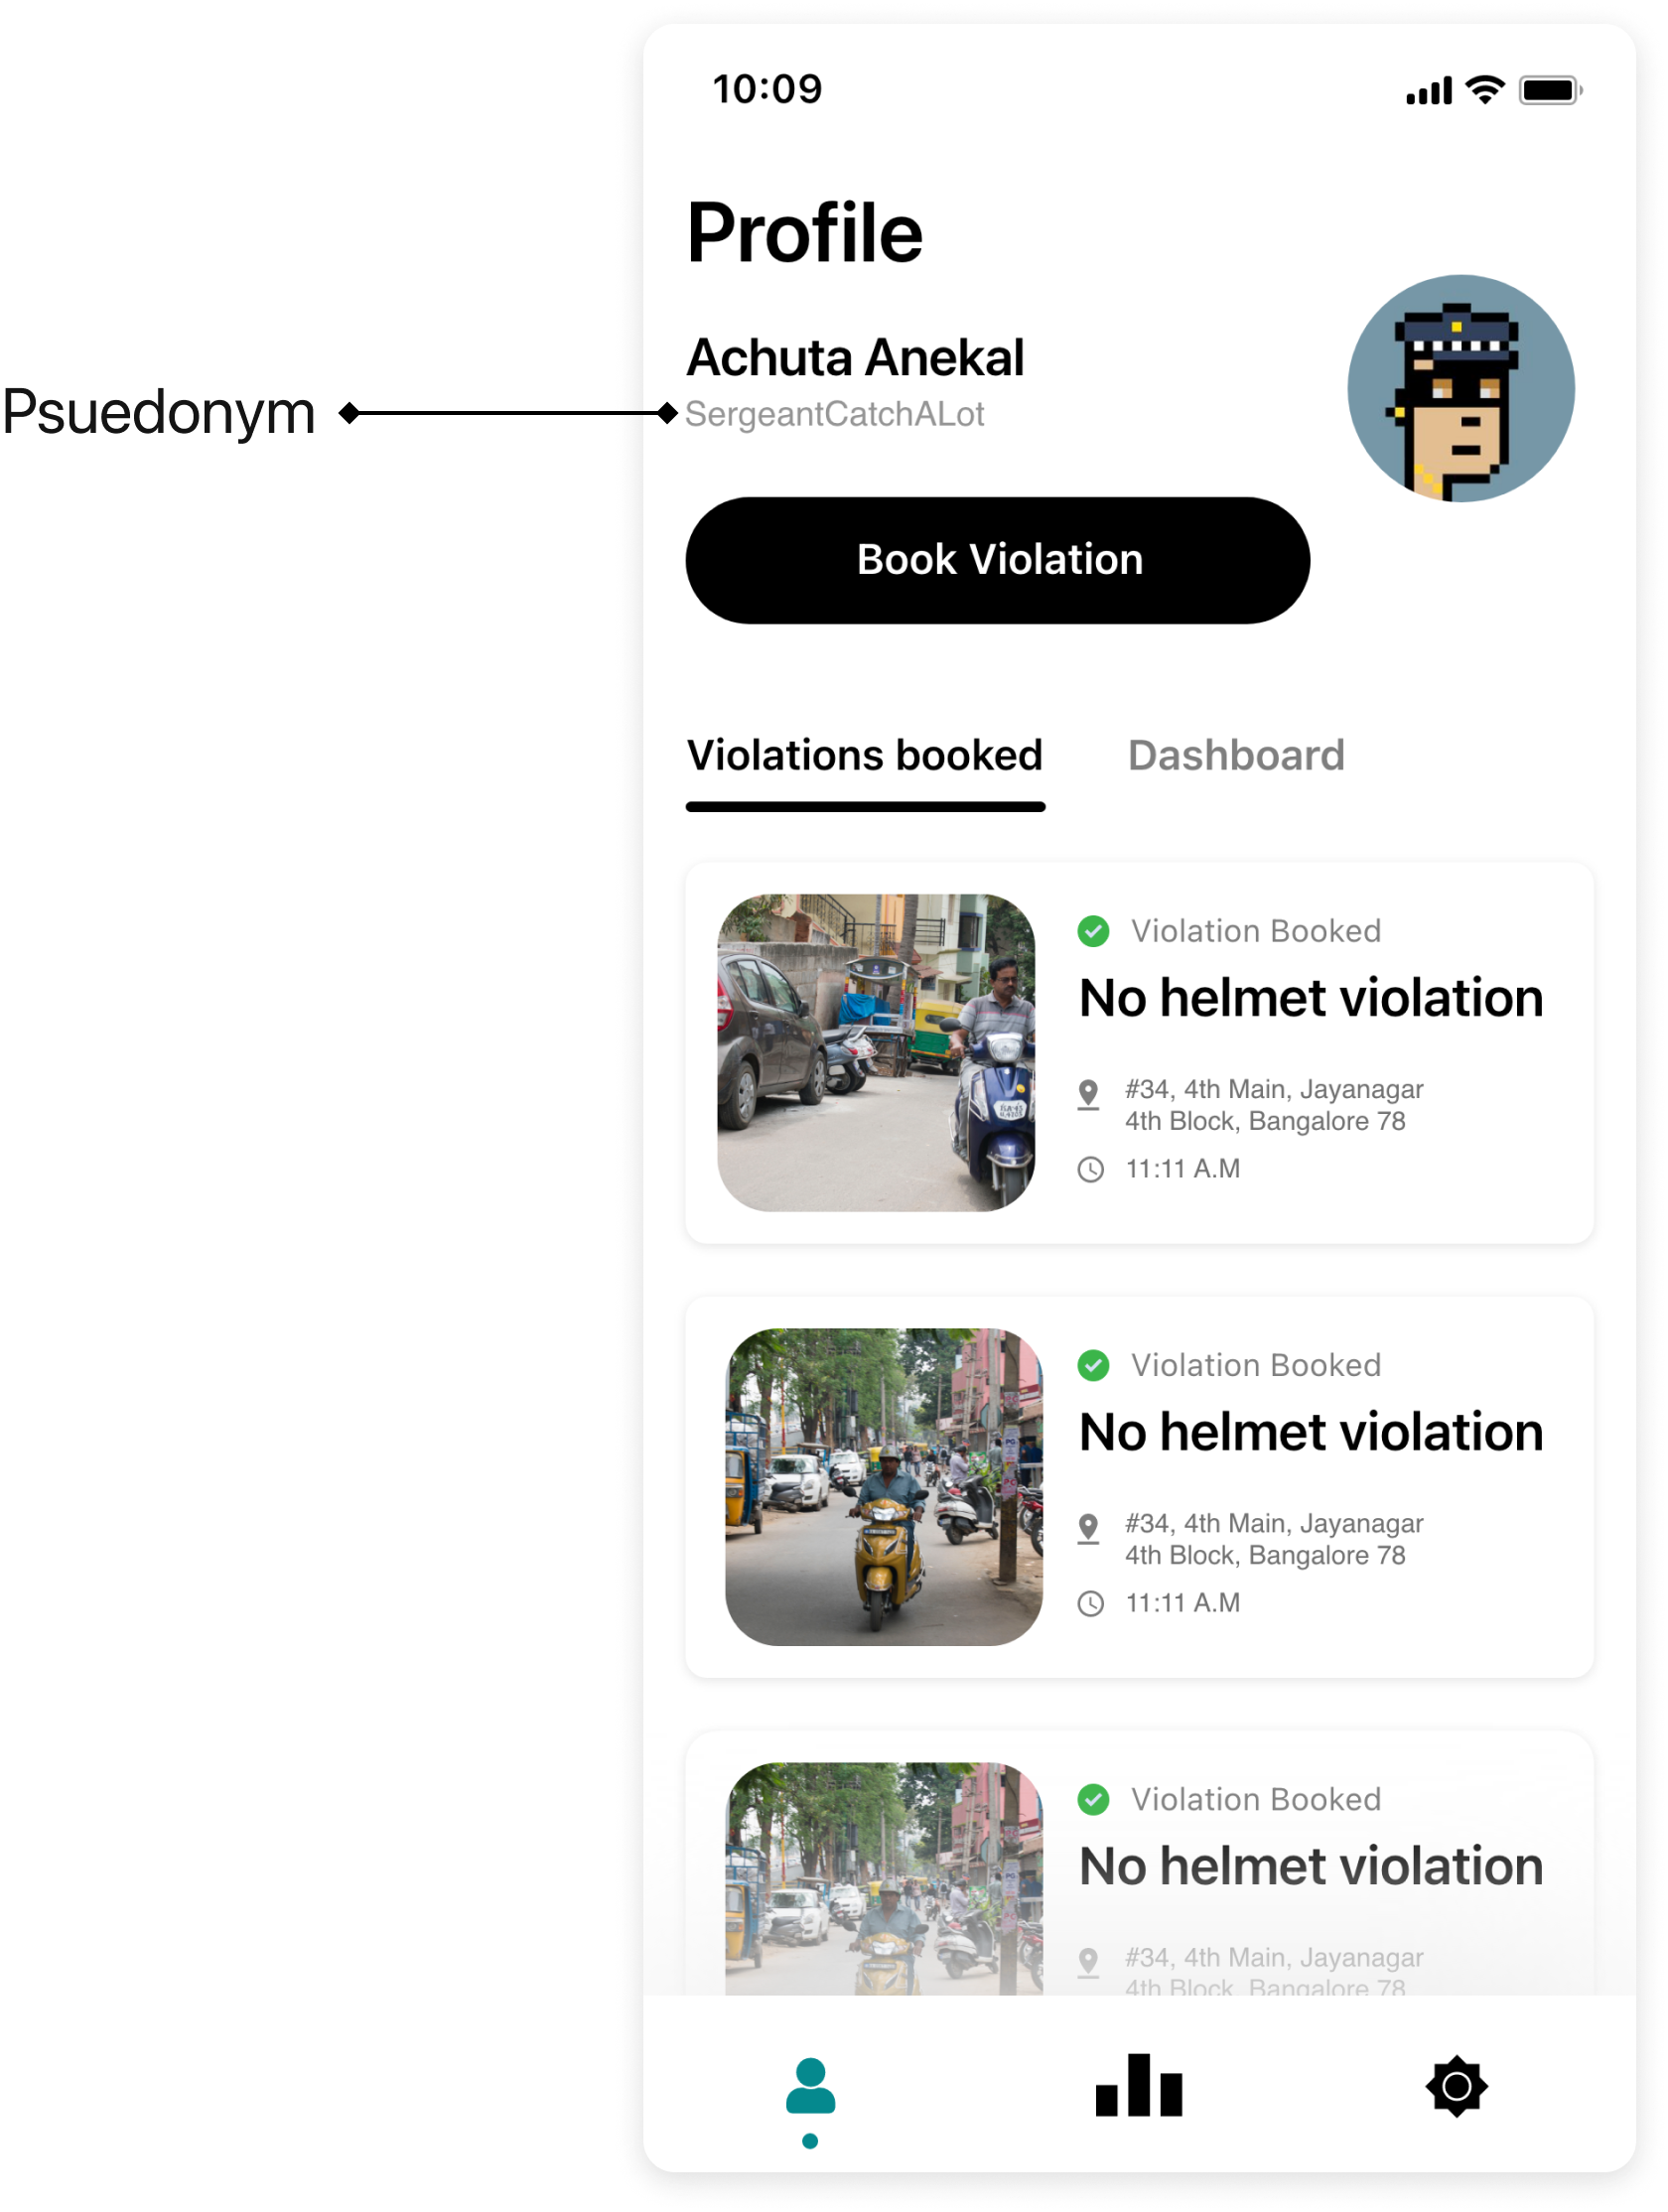 10:09
Profile
Achuta Anekal
Psuedonym
SergeantCatchALot
Book Violation
Violations booked
Dashboard
Violation Booked
No helmet violation
#34, 4th Main, Jayanagar
4th Block, Bangalore 78
11:11 A.M
Violation Booked
No helmet violation
#34, 4th Main, Jayanagar
4th Block, Bangalore 78
11:11 A.M
Violation Booked
No helmet violation
#34, 4th Main, Jayanagar
4th Block, Bangalore 78